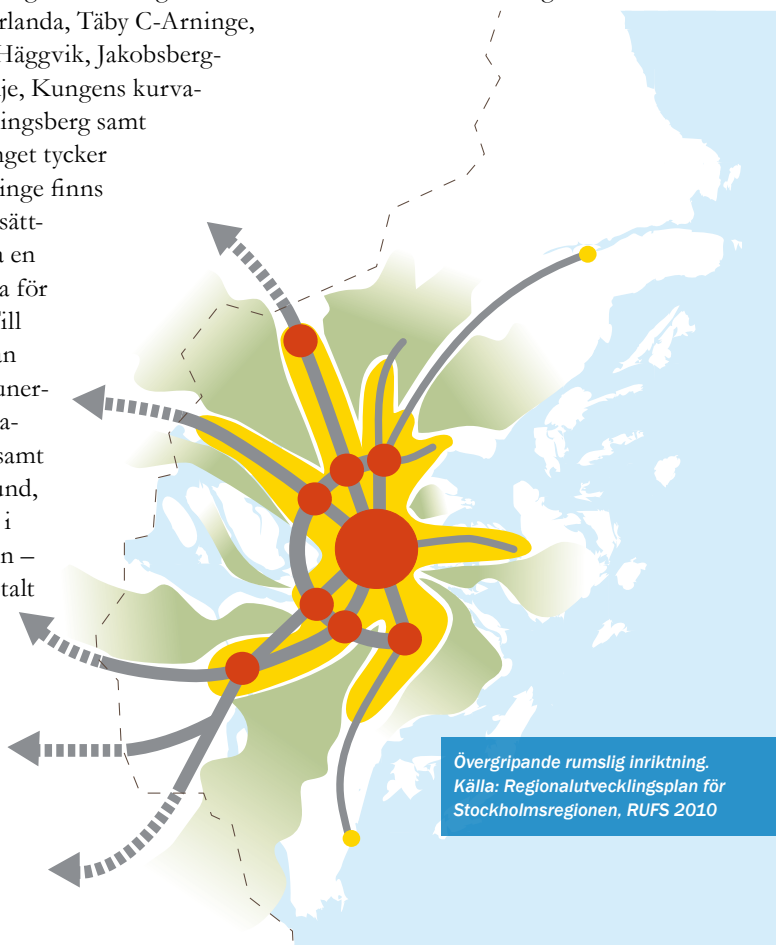 rlanda, Täby C-Arninge,
Häggvik, Jakobsberg-
je, Kungens kurva-
ingsberg samt
nget tycker
inge finns
sätt-
en
a för
ill
an
uner-
a-
samt
und,
i
n –
talt
Övergripande rumslig inriktning.
Källa: Regionalutvecklingsplan för
Stockholmsregionen, RUFS 2010